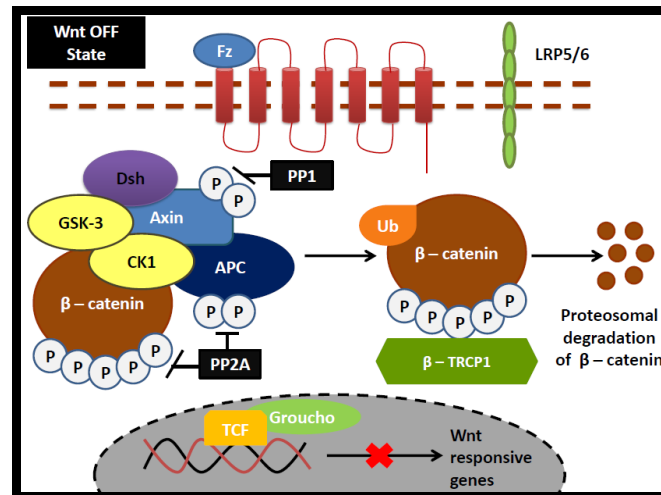 Wnt OFF
State
Fz
LRP5/6
Dsh
P
P
PP1
GSK-3
Axin
Ub
CK1
APC
β – catenin
β – catenin
P P
P P P P P
P P P P P
PP2A
β – TRCP1
Proteosomal
degradation
of β – catenin
Groucho
TCF
Wnt
responsive
genes